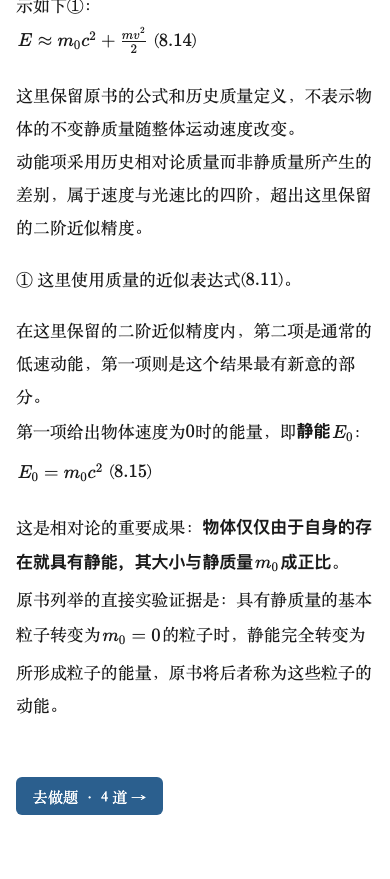 示如下①：
E ≈ m₀c² + mv²/2 (8.14)
这里保留原书的公式和历史质量定义，不表示物
体的不变静质量随整体运动速度改变。
动能项采用历史相对论质量而非静质量所产生的
差别，属于速度与光速比的四阶，超出这里保留
的二阶近似精度。
① 这里使用质量的近似表达式(8.11)。
在这里保留的二阶近似精度内，第二项是通常的
低速动能，第一项则是这个结果最有新意的部
分。
第一项给出物体速度为0时的能量，即静能E₀：
E₀ = m₀c² (8.15)
这是相对论的重要成果：物体仅仅由于自身的存
在就具有静能，其大小与静质量m₀成正比。
原书列举的直接实验证据是：具有静质量的基本
粒子转变为m₀ = 0的粒子时，静能完全转变为
所形成粒子的能量，原书将后者称为这些粒子的
动能。
去做题 · 4 道 →